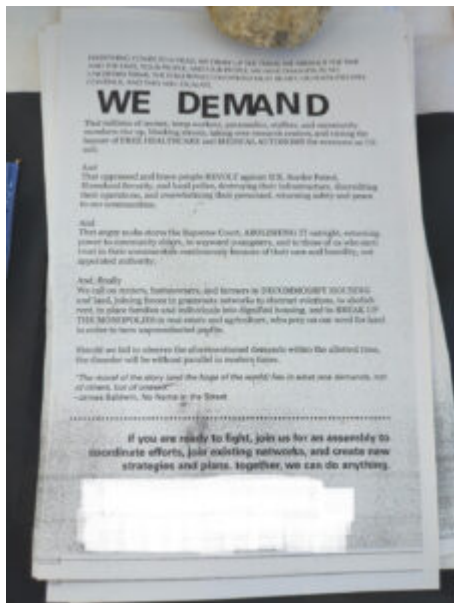 WE DEMAND
That millions of nurses, temp workers, paramedics, welfare, and community
members rise up, blocking streets, taking over research centers, and raising the
banner of FREE HEALTHCARE and MEDICAL AUTONOMY for everyone on US
soil.
And
That oppressed and brave people REVOLT against ICE, Border Patrol,
Homeland Security, and local police, destroying their infrastructure, discrediting
their operations, and overwhelming their personnel, returning safety and peace
to our communities.
And
That angry mobs storm the Supreme Court, ABOLISHING IT outright, returning
power to community elders, to wayward youngsters, and to those of us who earn
trust in their communities continuously because of their care and humility, not
appointed authority.
And, finally
We call on renters, homeowners, and farmers to DECOMMODIFY HOUSING
and land, joining forces in grassroots networks to obstruct evictions, to abolish
rent, to place families and individuals into dignified housing, and to BREAK UP
THE MONOPOLIES in real estate and agriculture, who prey on our need for land
in order to turn unprecedented profits.
Should we fail to observe the aforementioned demands within the allotted time,
the disorder will be without parallel in modern times.
"The moral of the story (and the hope of the world) lies in what one demands, not
of others, but of oneself."
-James Baldwin, No Name in the Street
If you are ready to fight, join us for an assembly to
coordinate efforts, join existing networks, and create new
strategies and plans. together, we can do anything.